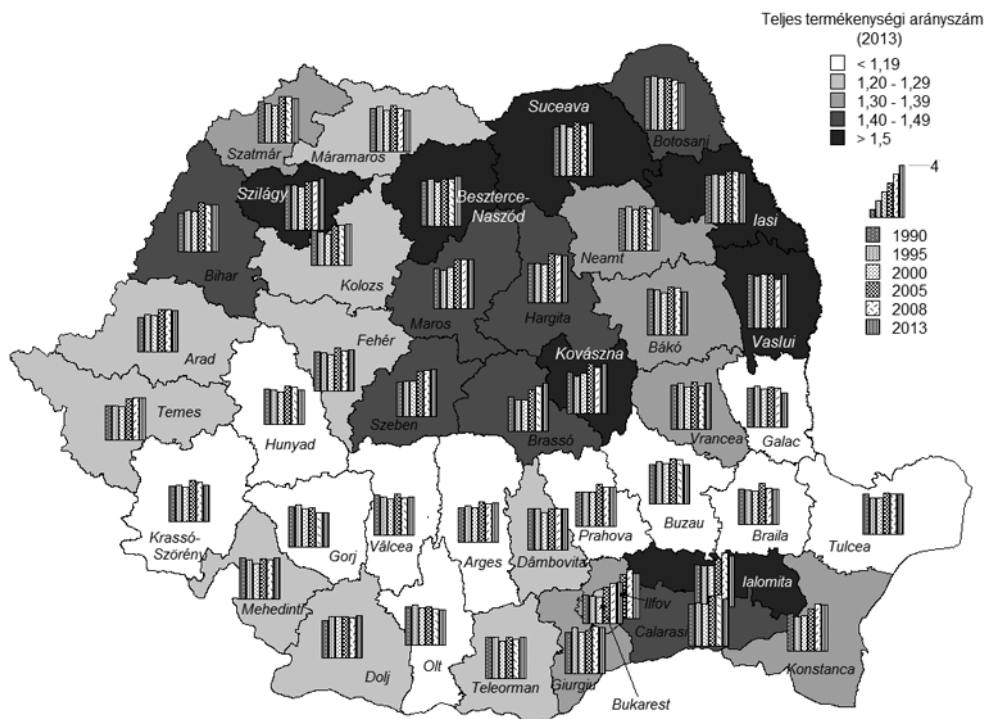 Teljes termékenységi arányszám
(2013)
< 1,19
1,20 - 1,29
1,30 - 1,39
1,40 - 1,49
> 1,5
4
1990
1995
2000
2005
2008
2013
Suceava
Botosani
Szatmár
Máramaros
Szilágy
Beszterce-
Naszód
Iasi
Bihar
Kolozs
Neamt
Maros
Hargita
Bákó
Vaslui
Arad
Fehér
Kovászna
Temes
Hunyad
Szeben
Brassó
Vrancea
Galac
Krassó-
Szörény
Gorj
Vâlcea
Arges
Dâmbovita
Prahova
Buzau
Braila
Tulcea
Mehedinti
Ialomita
Ilfov
Calarasi
Dolj
Olt
Teleorman
Giurgiu
Konstanca
Bukarest